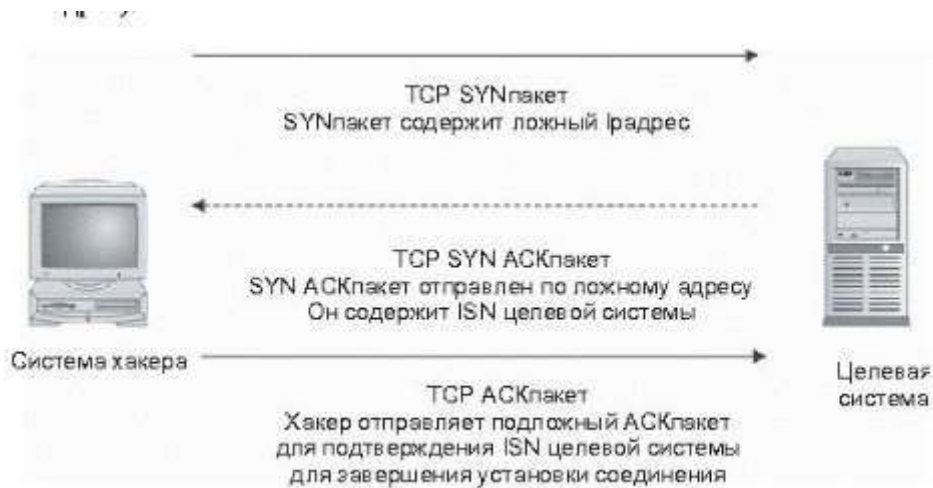 TCP SYNпакет
SYNпакет содержит ложный Ipадрес
TCP SYN ACKпакет
SYN ACKпакет отправлен по ложному адресу
Он содержит ISN целевой системы
Система хакера
Целевая
система
TCP ACKпакет
Хакер отправляет подложный ACKпакет
для подтверждения ISN целевой системы
для завершения установки соединения